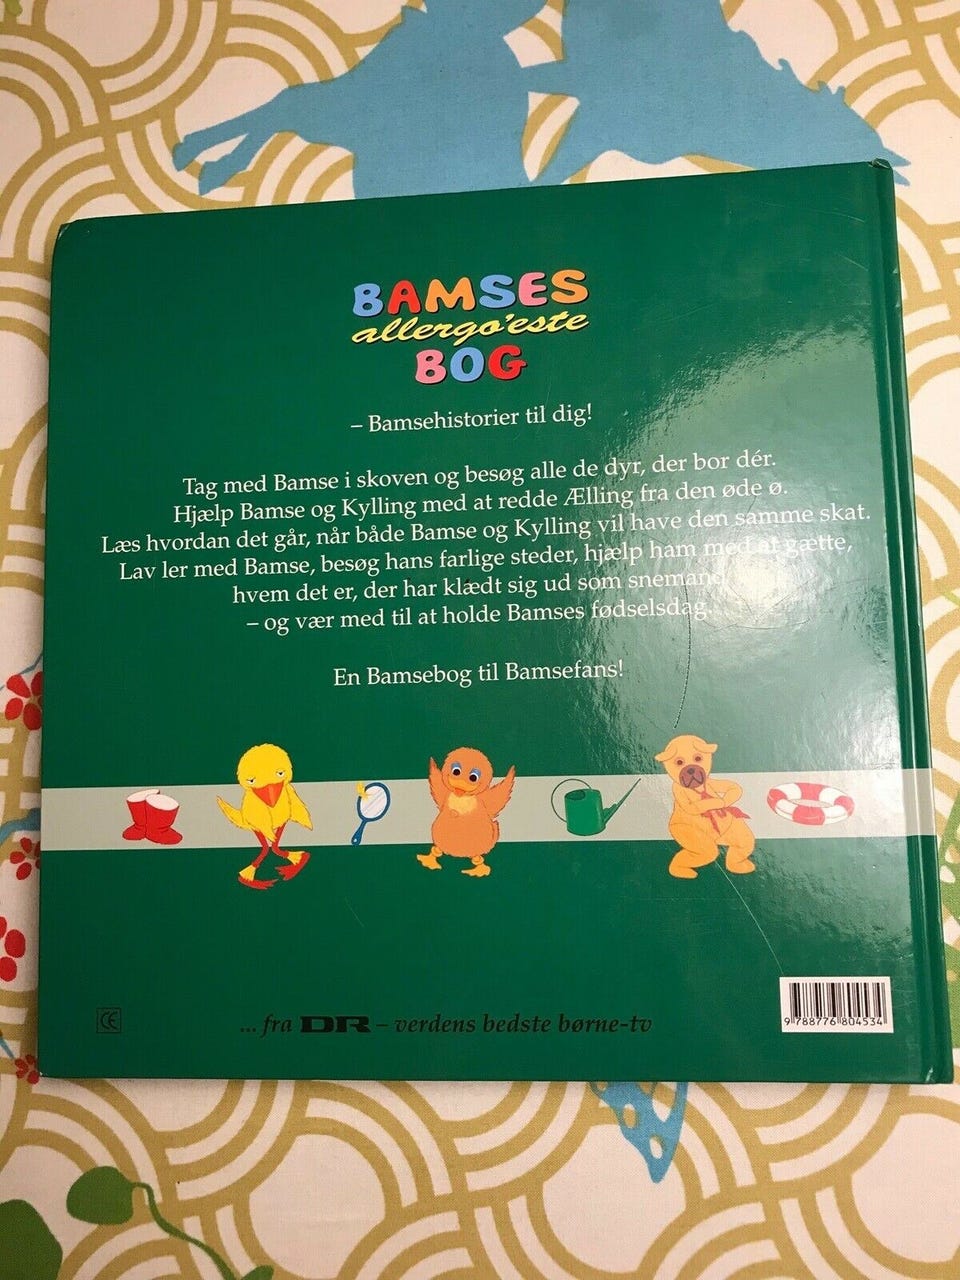 BAMSES
allergo'este
BOG
– Bamsehistorier til dig!
Tag med Bamse i skoven og besøg alle de dyr, der bor dér.
Hjælp Bamse og Kylling med at redde Ælling fra den øde ø.
Læs hvordan det går, når både Bamse og Kylling vil have den samme skat.
Lav ler med Bamse, besøg hans farlige steder, hjælp ham med at gætte,
hvem det er, der har klædt sig ud som snemand
– og vær med til at holde Bamses fødselsdag...
En Bamsebog til Bamsefans!
CE
... fra DR – verdens bedste børne-tv
9 788776 804534